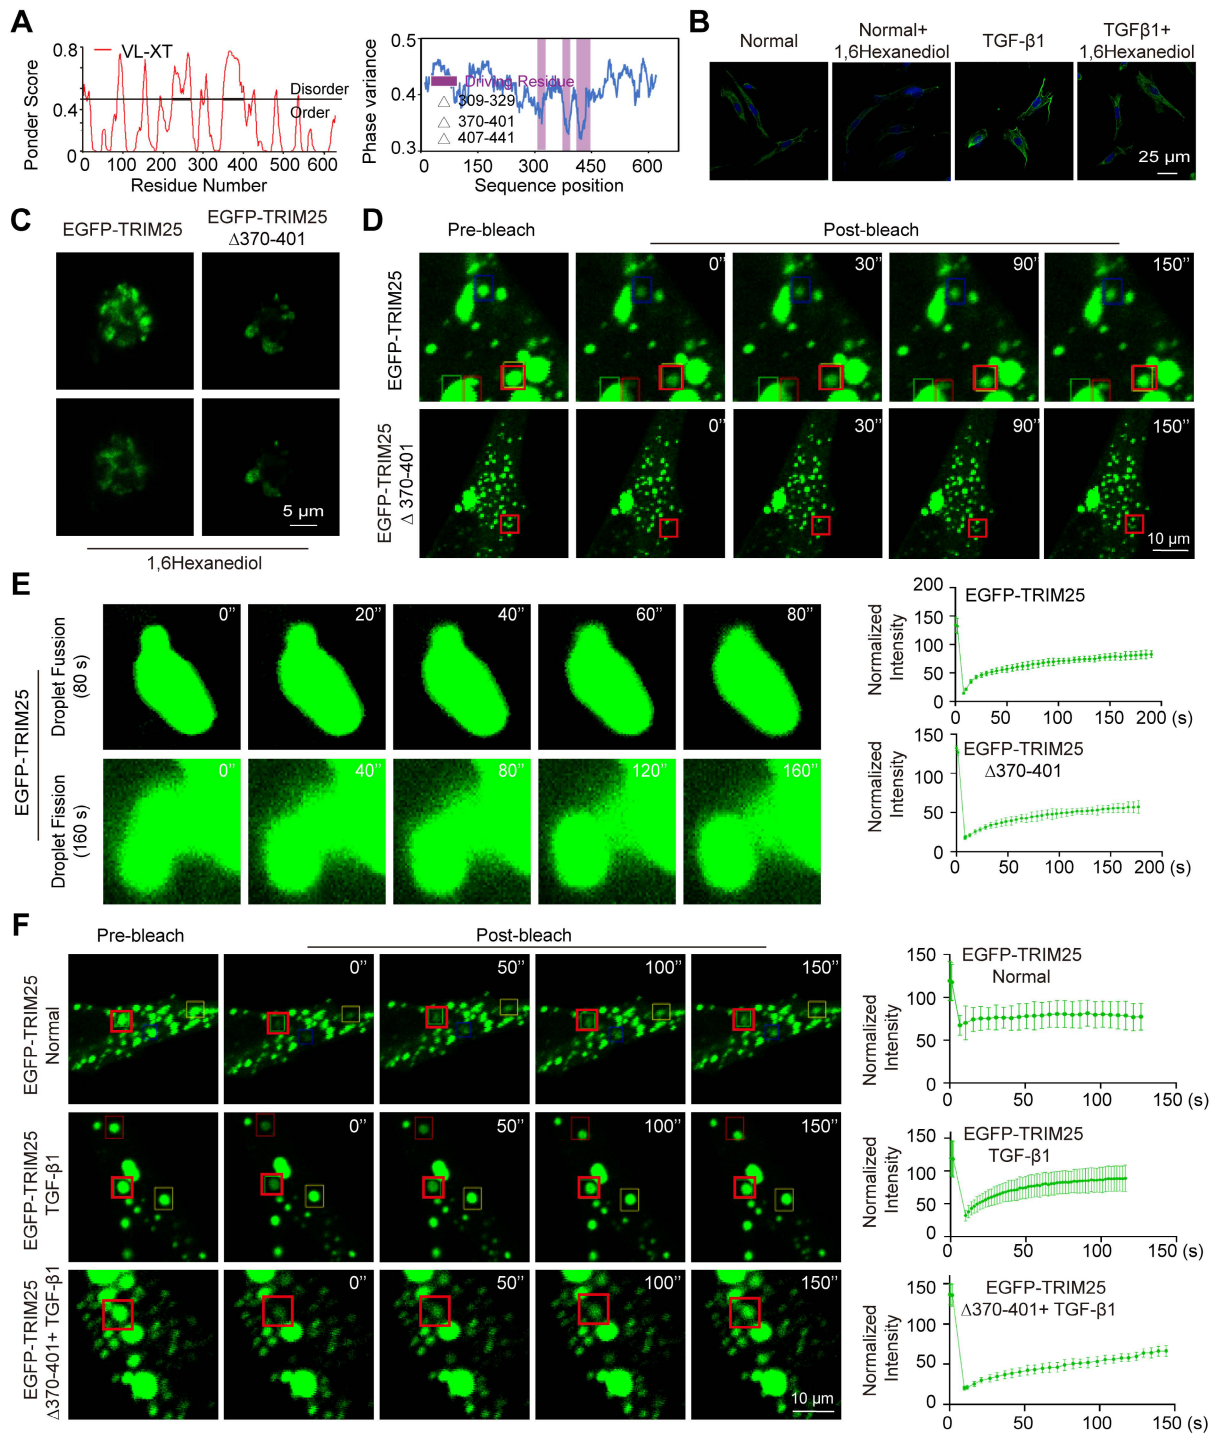 A
0.8
VL-XT
Ponder Score
0.4
Disorder
Order
0
0
100
200
300
400
500
600
Residue Number
0.5
Phase variance
0.4
0.3
Driving Residue
△ 309-329
△ 370-401
△ 407-441
0
150
300
450
600
Sequence position
B
Normal
Normal+
1,6Hexanediol
TGF-β1
TGFβ1+
1,6Hexanediol
25 μm
C
EGFP-TRIM25
EGFP-TRIM25
Δ370-401
5 μm
1,6Hexanediol
D
Pre-bleach
Post-bleach
EGFP-TRIM25
0’’
30’’
90’’
150’’
EGFP-TRIM25
Δ 370-401
0’’
30’’
90’’
150’’
10 μm
E
EGFP-TRIM25
Droplet Fussion
(80 s)
0’’
20’’
40’’
60’’
80’’
Droplet Fission
(160 s)
0’’
40’’
80’’
120’’
160’’
EGFP-TRIM25
Normalized
Intensity
200
150
100
50
0
0
50
100
150
200 (s)
EGFP-TRIM25
Δ370-401
Normalized
Intensity
150
100
50
0
0
50
100
150
200 (s)
F
Pre-bleach
Post-bleach
EGFP-TRIM25
Normal
0’’
50’’
100’’
150’’
EGFP-TRIM25
TGF-β1
0’’
50’’
100’’
150’’
EGFP-TRIM25
Δ370-401+ TGF-β1
0’’
50’’
100’’
150’’
10 μm
EGFP-TRIM25
Normal
Normalized
Intensity
150
100
50
0
0
50
100
150 (s)
EGFP-TRIM25
TGF-β1
Normalized
Intensity
150
100
50
0
0
50
100
150 (s)
EGFP-TRIM25
Δ370-401+ TGF-β1
Normalized
Intensity
150
100
50
0
0
50
100
150 (s)